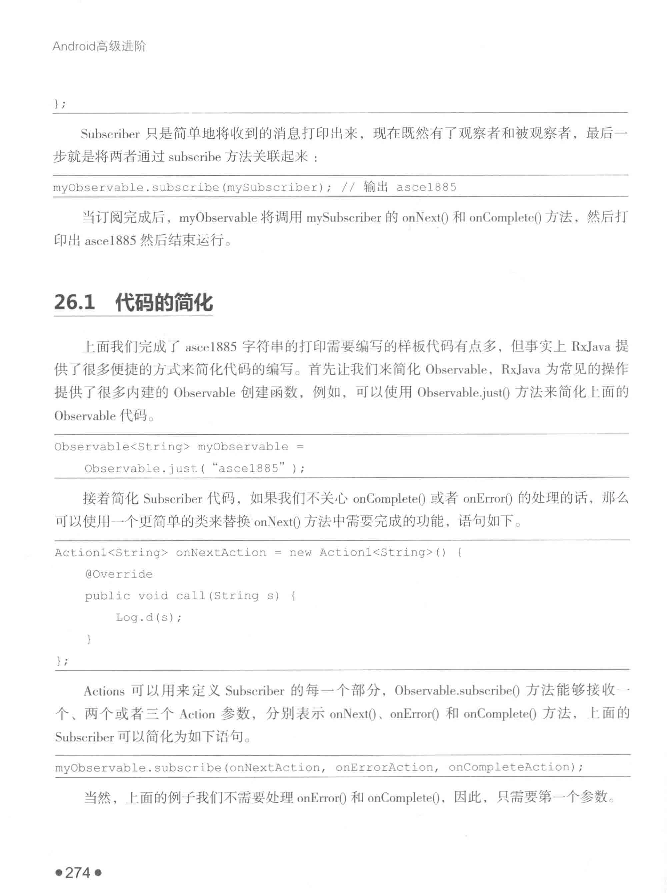 Android高级进阶
};
Subscriber 只是简单地将收到的消息打印出来，现在既然有了观察者和被观察者，最后一
步就是将两者通过 subscribe 方法关联起来：
myObservable.subscribe(mySubscriber); // 输出 asce1885
当订阅完成后，myObservable 将调用 mySubscriber 的 onNext() 和 onComplete() 方法，然后打
印出 asce1885 然后结束运行。
26.1 代码的简化
上面我们完成了 asce1885 字符串的打印需要编写的样板代码有点多，但事实上 RxJava 提
供了很多便捷的方式来简化代码的编写。首先让我们来简化 Observable，RxJava 为常见的操作
提供了很多内建的 Observable 创建函数，例如，可以使用 Observable.just() 方法来简化上面的
Observable 代码。
Observable<String> myObservable =
Observable.just(“asce1885”);
接着简化 Subscriber 代码，如果我们不关心 onComplete() 或者 onError() 的处理的话，那么
可以使用一个更简单的类来替换 onNext() 方法中需要完成的功能，语句如下。
Action1<String> onNextAction = new Action1<String>() {
@Override
public void call(String s) {
Log.d(s);
}
};
Actions 可以用来定义 Subscriber 的每一个部分，Observable.subscribe() 方法能够接收一
个、两个或者三个 Action 参数，分别表示 onNext()、onError() 和 onComplete() 方法，上面的
Subscriber 可以简化为如下语句。
myObservable.subscribe(onNextAction, onErrorAction, onCompleteAction);
当然，上面的例子我们不需要处理 onError() 和 onComplete()，因此，只需要第一个参数。
●274●